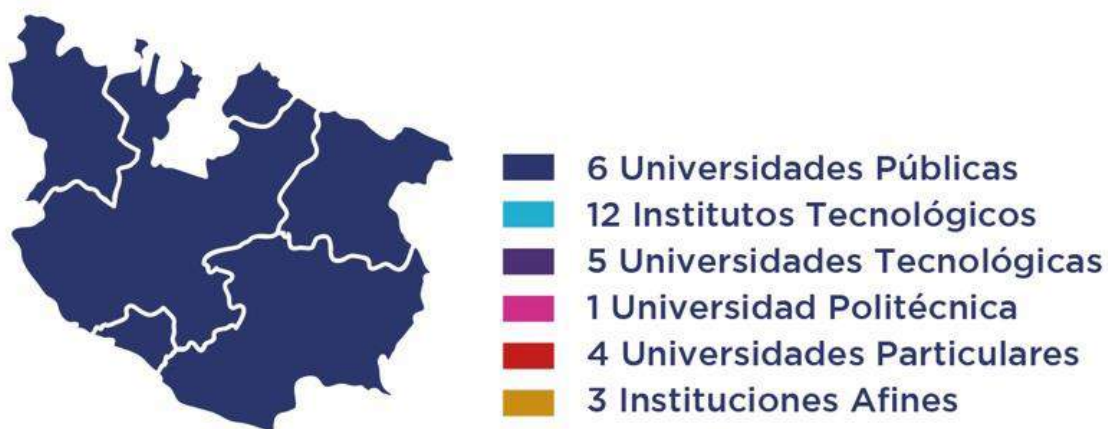 6 Universidades Públicas
12 Institutos Tecnológicos
5 Universidades Tecnológicas
1 Universidad Politécnica
4 Universidades Particulares
3 Instituciones Afines